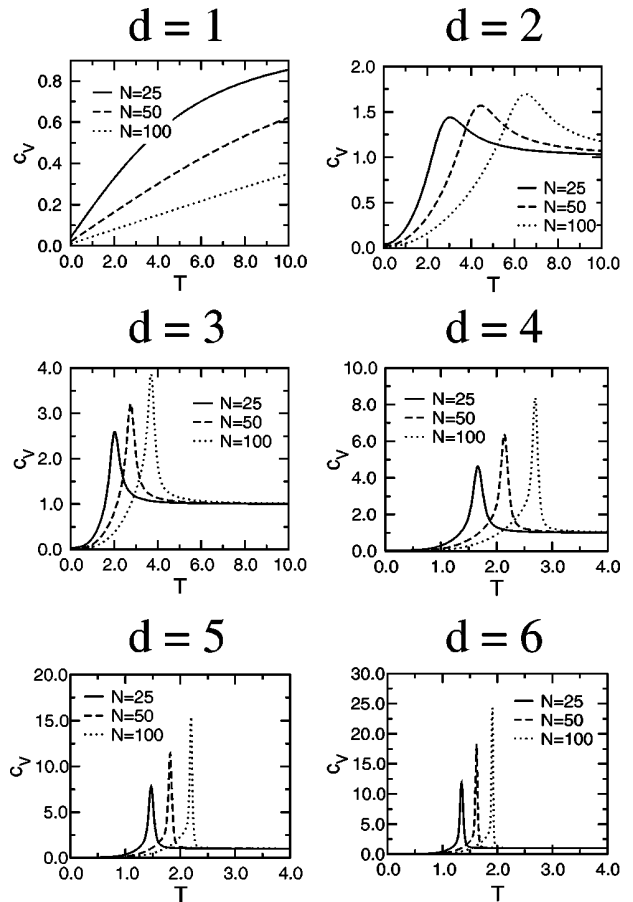 d = 1
d = 2
0.8
0.6
0.4
0.2
0.0
c_V
N=25
N=50
N=100
0.0 2.0 4.0 6.0 8.0 10.0
T
2.0
1.5
1.0
0.5
0.0
c_V
N=25
N=50
N=100
0.0 2.0 4.0 6.0 8.0 10.0
T
d = 3
d = 4
4.0
3.0
2.0
1.0
0.0
c_V
N=25
N=50
N=100
0.0 2.0 4.0 6.0 8.0 10.0
T
10.0
8.0
6.0
4.0
2.0
0.0
c_V
N=25
N=50
N=100
0.0 1.0 2.0 3.0 4.0
T
d = 5
d = 6
20.0
15.0
10.0
5.0
0.0
c_V
N=25
N=50
N=100
0.0 1.0 2.0 3.0 4.0
T
30.0
25.0
20.0
15.0
10.0
5.0
0.0
c_V
N=25
N=50
N=100
0.0 1.0 2.0 3.0 4.0
T